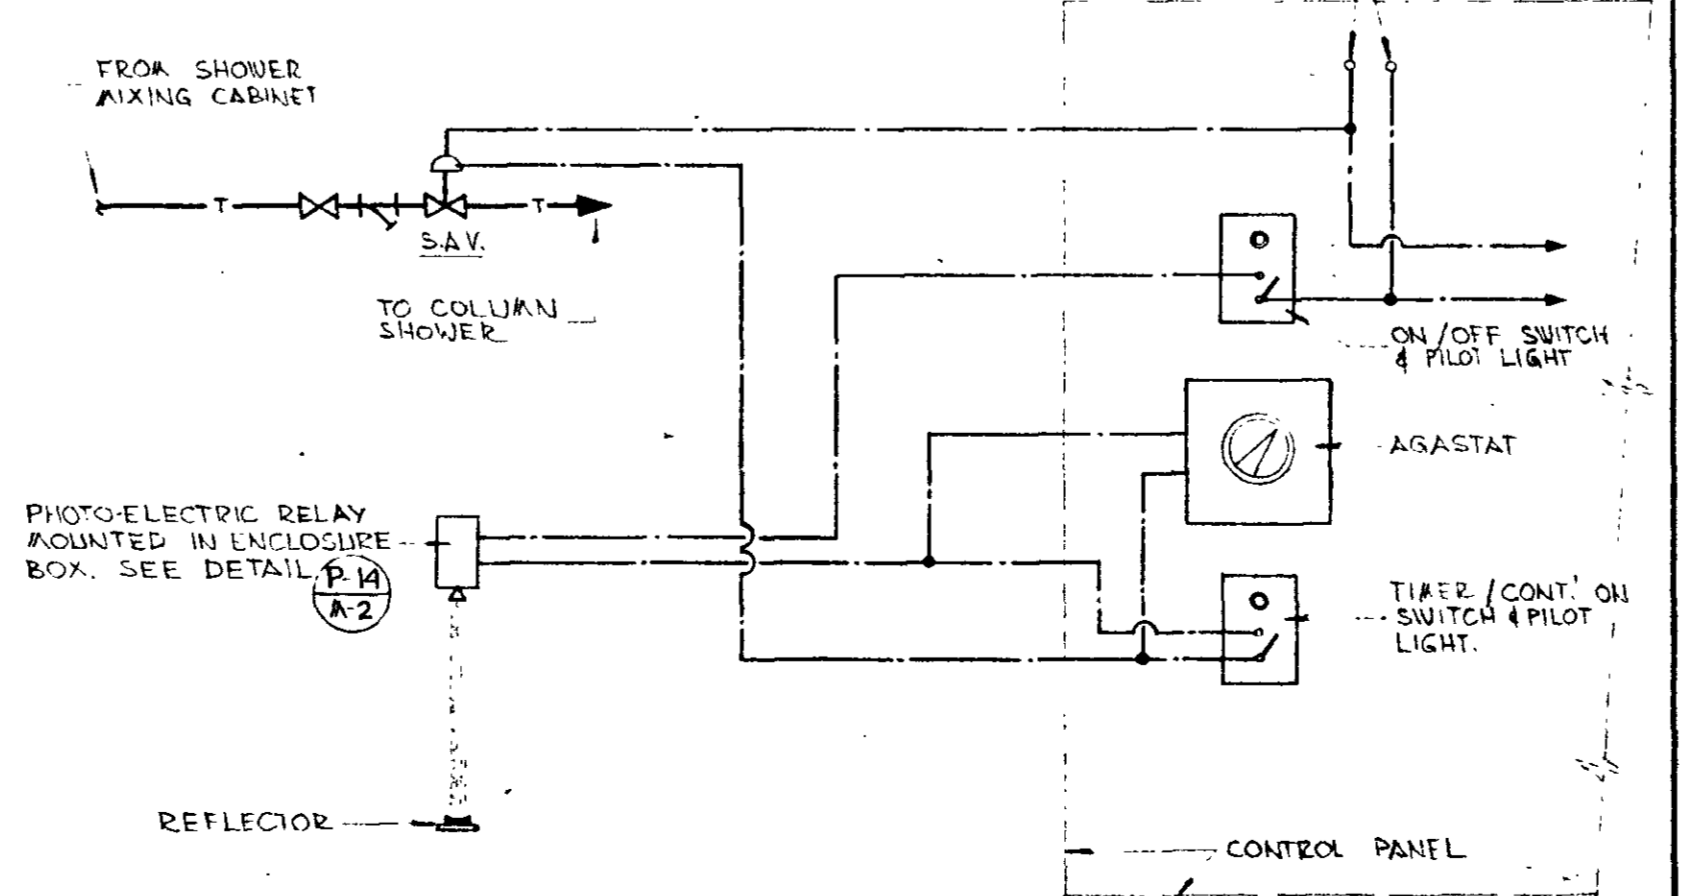 FROM SHOWER
MIXING CABINET
T
T
S.A.V.
TO COLUMN
SHOWER
ON/OFF SWITCH
& PILOT LIGHT
AGASTAT
PHOTO-ELECTRIC RELAY
MOUNTED IN ENCLOSURE
BOX. SEE DETAIL
P-14
M-2
TIMER/CONT.' ON
SWITCH & PILOT
LIGHT.
REFLECTOR
CONTROL PANEL